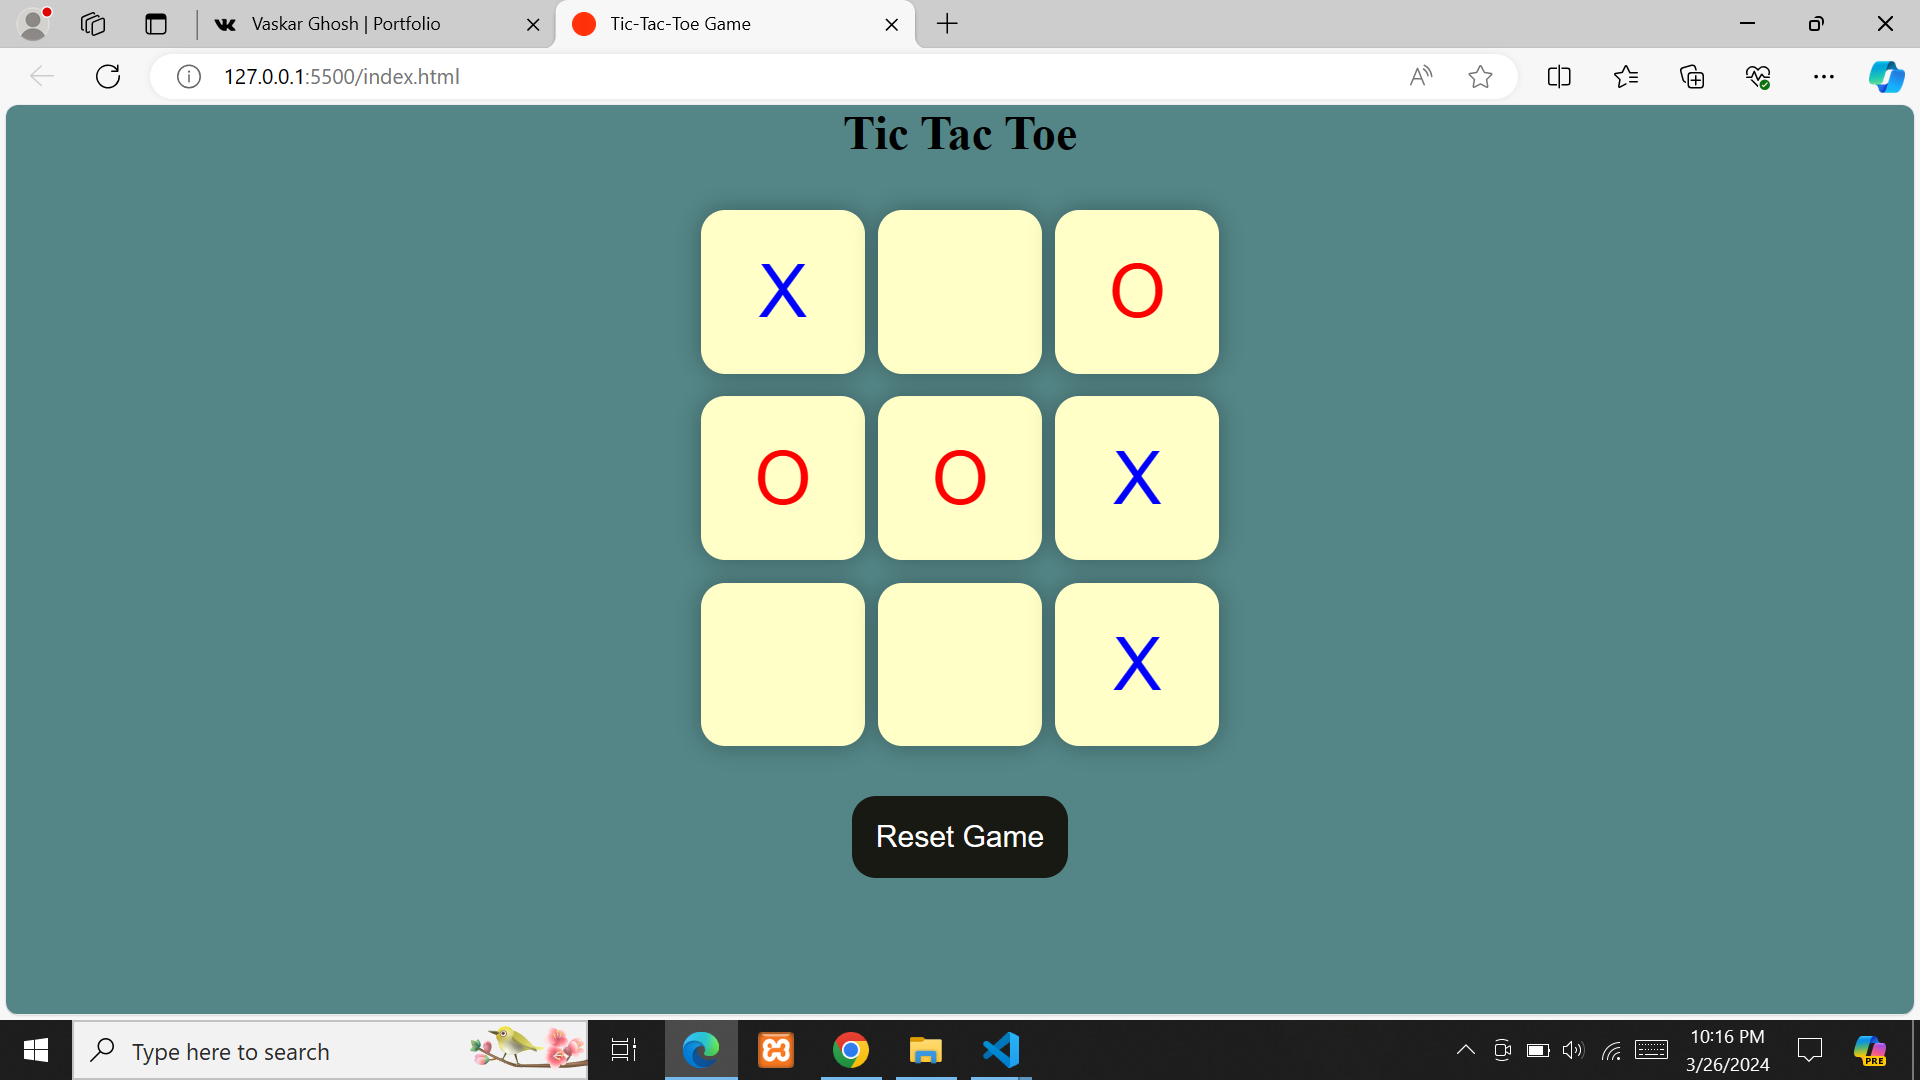 Vaskar Ghosh | Portfolio
Tic-Tac-Toe Game
127.0.0.1:5500/index.html
Tic Tac Toe
X O
O O X
X
Reset Game
Type here to search
10:16 PM
3/26/2024
PRE